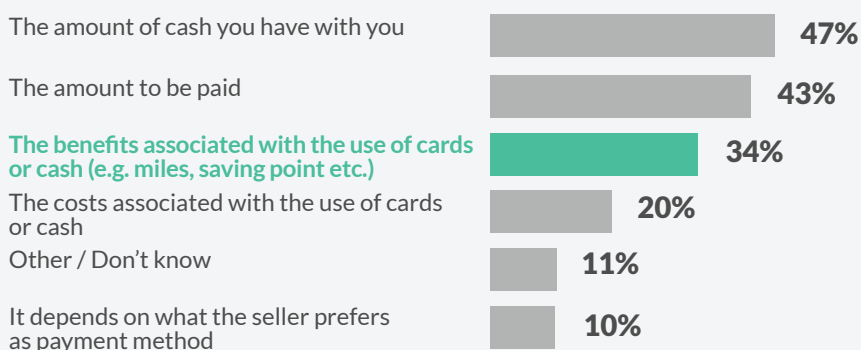 The amount of cash you have with you
47%
The amount to be paid
43%
The benefits associated with the use of cards
or cash (e.g. miles, saving point etc.)
34%
The costs associated with the use of cards
or cash
20%
Other / Don’t know
11%
It depends on what the seller prefers
as payment method
10%